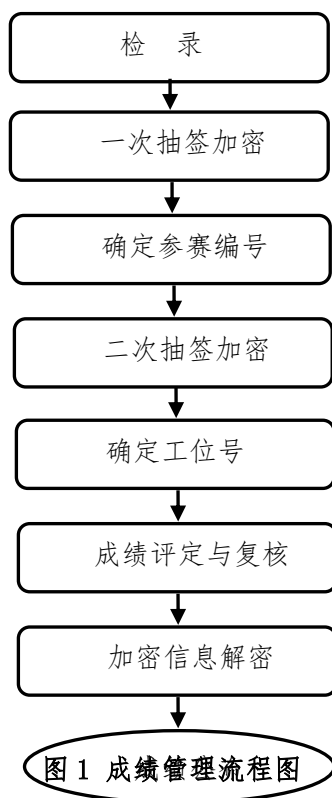 检 录
一次抽签加密
确定参赛编号
二次抽签加密
确定工位号
成绩评定与复核
加密信息解密
图 1 成绩管理流程图